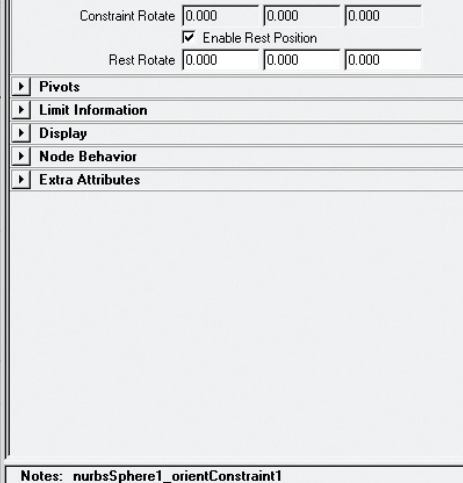 Constraint Rotate 0.000 0.000 0.000
Enable Rest Position
Rest Rotate 0.000 0.000 0.000
Pivots
Limit Information
Display
Node Behavior
Extra Attributes
Notes: nurbsSphere1_orientConstraint1